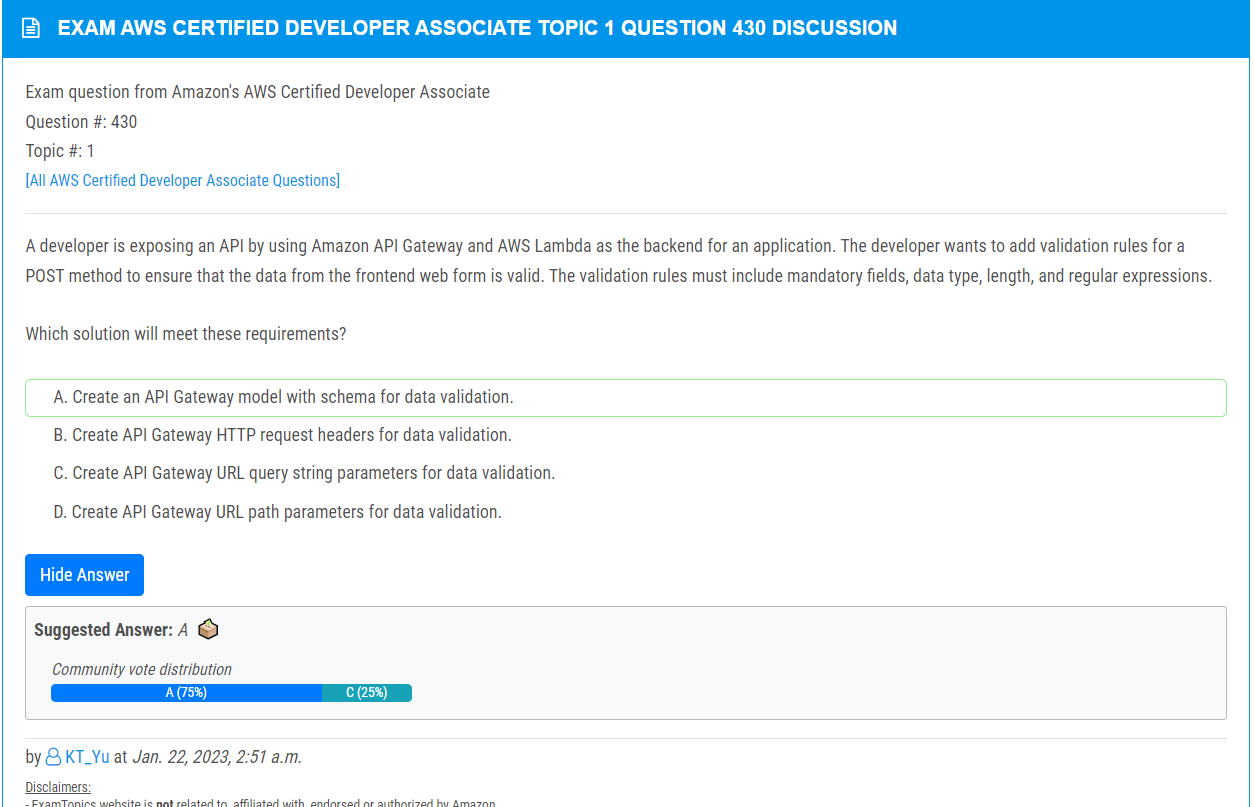 EXAM AWS CERTIFIED DEVELOPER ASSOCIATE TOPIC 1 QUESTION 430 DISCUSSION
Exam question from Amazon's AWS Certified Developer Associate
Question #: 430
Topic #: 1
[All AWS Certified Developer Associate Questions]
A developer is exposing an API by using Amazon API Gateway and AWS Lambda as the backend for an application. The developer wants to add validation rules for a
POST method to ensure that the data from the frontend web form is valid. The validation rules must include mandatory fields, data type, length, and regular expressions.
Which solution will meet these requirements?
A. Create an API Gateway model with schema for data validation.
B. Create API Gateway HTTP request headers for data validation.
C. Create API Gateway URL query string parameters for data validation.
D. Create API Gateway URL path parameters for data validation.
Hide Answer
Suggested Answer: A
Community vote distribution
A (75%) C (25%)
by KT_Yu at Jan. 22, 2023, 2:51 a.m.
Disclaimers:
- ExamTopics website is not related to, affiliated with, endorsed or authorized by Amazon.